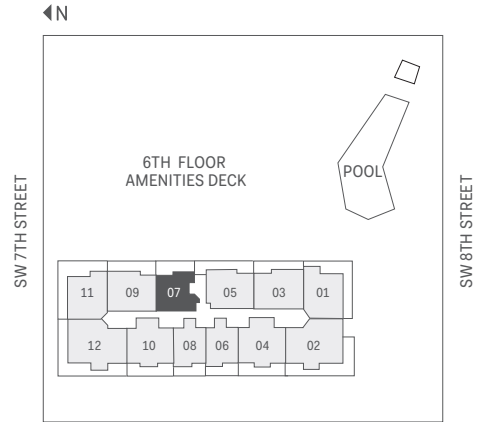 N
6TH FLOOR
AMENITIES DECK
POOL
SW 7TH STREET
SW 8TH STREET
11
09
07
05
03
01
12
10
08
06
04
02